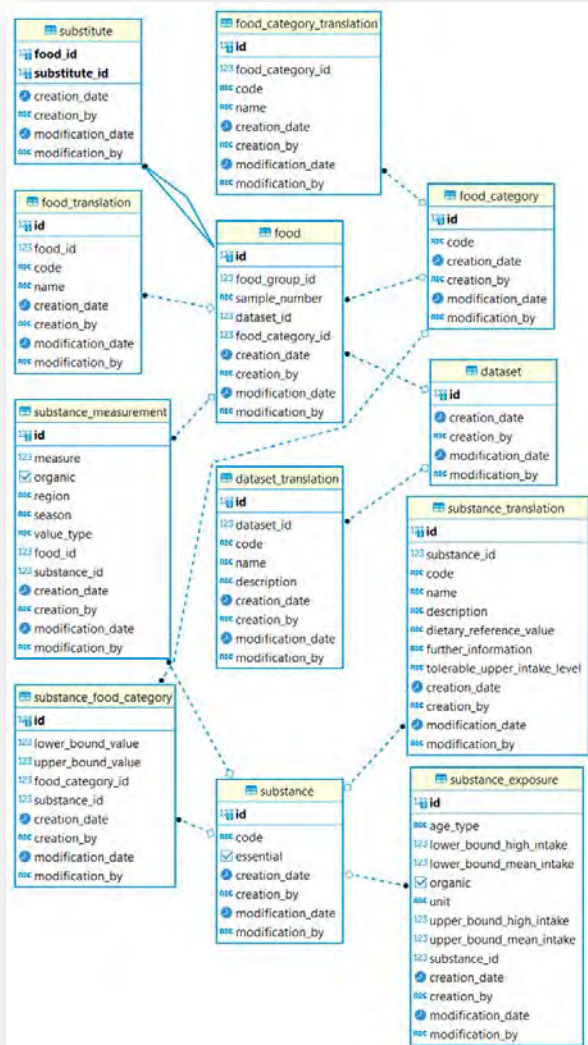 substitute
food_id
substitute_id
creation_date
creation_by
modification_date
modification_by
food_category_translation
id
food_category_id
code
name
creation_date
creation_by
modification_date
modification_by
food_translation
id
food_id
code
name
creation_date
creation_by
modification_date
modification_by
food
id
food_group_id
sample_number
dataset_id
food_category_id
creation_date
creation_by
modification_date
modification_by
food_category
id
code
creation_date
creation_by
modification_date
modification_by
dataset
id
creation_date
creation_by
modification_date
modification_by
substance_measurement
id
measure
organic
region
season
value_type
food_id
substance_id
creation_date
creation_by
modification_date
modification_by
dataset_translation
id
dataset_id
code
name
description
creation_date
creation_by
modification_date
modification_by
substance_translation
id
substance_id
code
name
description
dietary_reference_value
further_information
tolerable_upper_intake_level
creation_date
creation_by
modification_date
modification_by
substance_food_category
id
lower_bound_value
upper_bound_value
food_category_id
substance_id
creation_date
creation_by
modification_date
modification_by
substance
id
code
essential
creation_date
creation_by
modification_date
modification_by
substance_exposure
id
age_type
lower_bound_high_intake
lower_bound_mean_intake
organic
unit
upper_bound_high_intake
upper_bound_mean_intake
substance_id
creation_date
creation_by
modification_date
modification_by